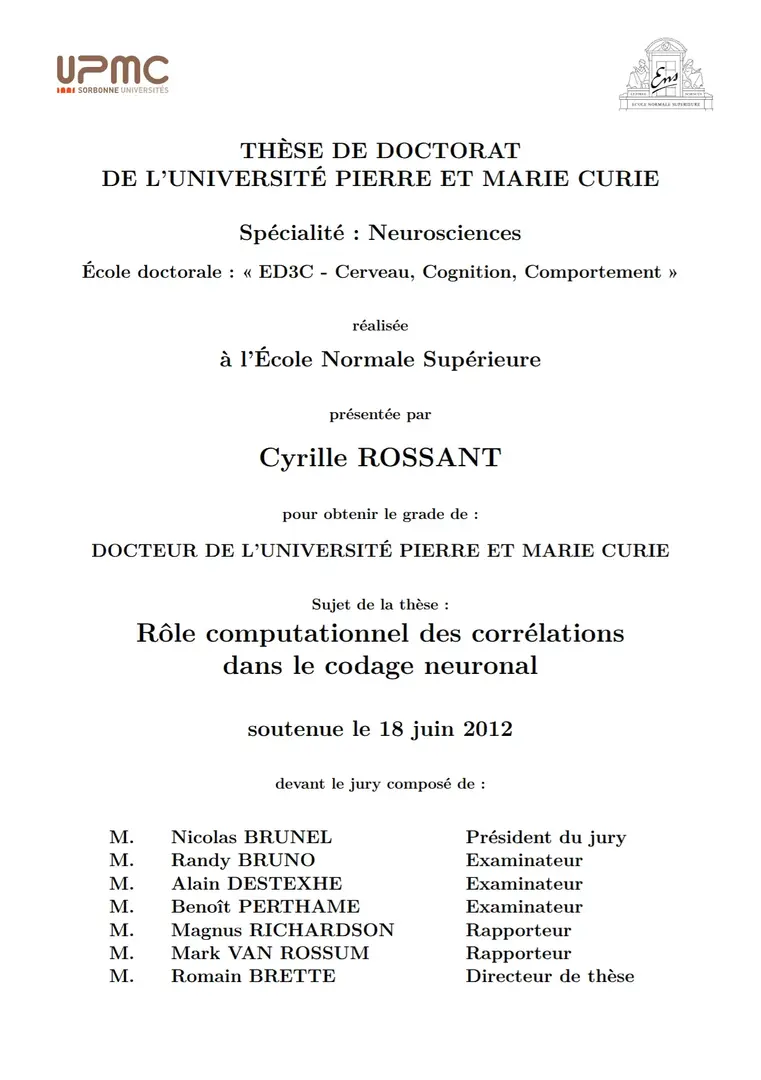 UPMC
SORBONNE UNIVERSITÉS
Ens
ÉCOLE NORMALE SUPÉRIEURE
THÈSE DE DOCTORAT
DE L'UNIVERSITÉ PIERRE ET MARIE CURIE
Spécialité : Neurosciences
École doctorale : « ED3C - Cerveau, Cognition, Comportement »
réalisée
à l'École Normale Supérieure
présentée par
Cyrille ROSSANT
pour obtenir le grade de :
DOCTEUR DE L'UNIVERSITÉ PIERRE ET MARIE CURIE
Sujet de la thèse :
Rôle computationnel des corrélations
dans le codage neuronal
soutenue le 18 juin 2012
devant le jury composé de :
M. Nicolas BRUNEL Président du jury
M. Randy BRUNO Examinateur
M. Alain DESTEXHE Examinateur
M. Benoît PERTHAME Examinateur
M. Magnus RICHARDSON Rapporteur
M. Mark VAN ROSSUM Rapporteur
M. Romain BRETTE Directeur de thèse